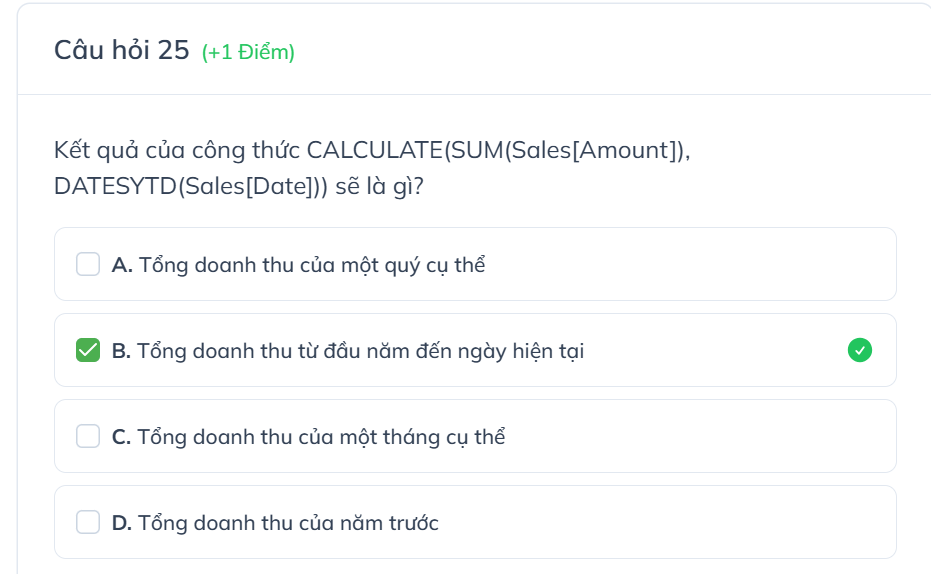 Câu hỏi 25 (+1 Điểm)
Kết quả của công thức CALCULATE(SUM(Sales[Amount]),
DATESYTD(Sales[Date])) sẽ là gì?
A. Tổng doanh thu của một quý cụ thể
B. Tổng doanh thu từ đầu năm đến ngày hiện tại
C. Tổng doanh thu của một tháng cụ thể
D. Tổng doanh thu của năm trước